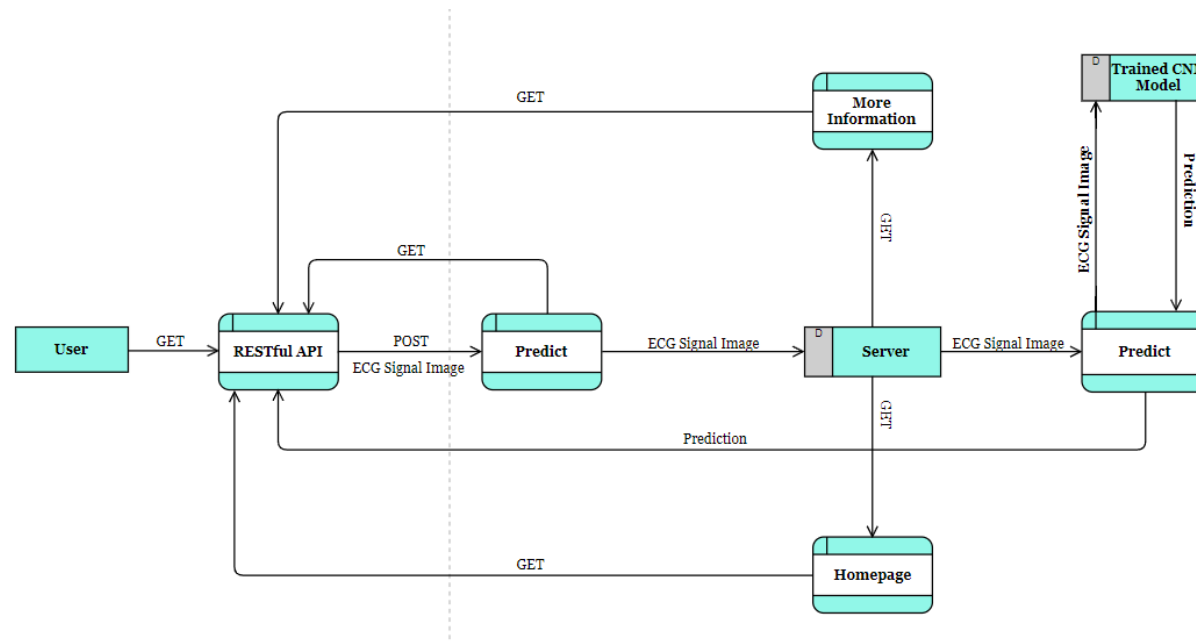 GET
More
Information
D
Trained CNN
Model
ECG Signal Image
Prediction
GET
GET
User
GET
RESTful API
POST
ECG Signal Image
Predict
ECG Signal Image
D
Server
ECG Signal Image
Predict
GET
Prediction
GET
Homepage